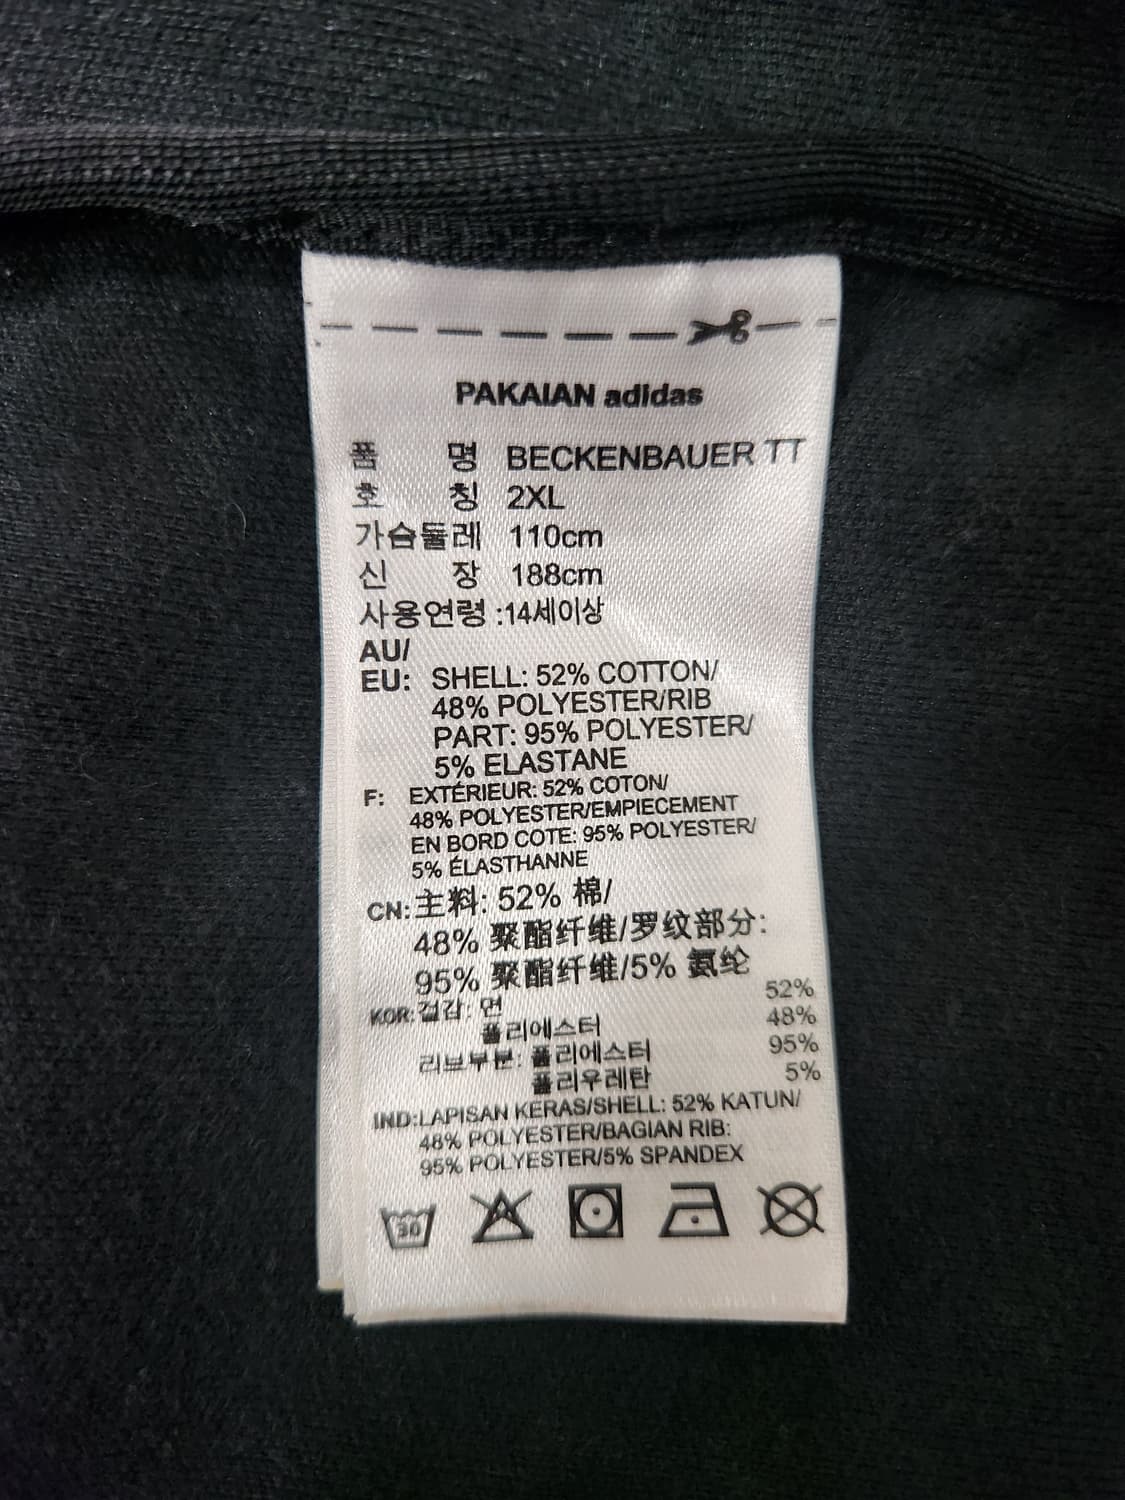 PAKAIAN adidas
품 명 BECKENBAUER TT
호 칭 2XL
가슴둘레 110cm
신 장 188cm
사용연령 :14세이상
AU/
EU: SHELL: 52% COTTON/
48% POLYESTER/RIB
PART: 95% POLYESTER/
5% ELASTANE
F: EXTÉRIEUR: 52% COTON/
48% POLYESTER/EMPIECEMENT
EN BORD COTE: 95% POLYESTER/
5% ÉLASTHANNE
CN: 主料: 52% 棉/
48% 聚酯纤维/罗纹部分:
95% 聚酯纤维/5% 氨纶
KOR: 겉감: 면 52%
폴리에스터 48%
리브부분: 폴리에스터 95%
폴리우레탄 5%
IND:LAPISAN KERAS/SHELL: 52% KATUN/
48% POLYESTER/BAGIAN RIB:
95% POLYESTER/5% SPANDEX
30